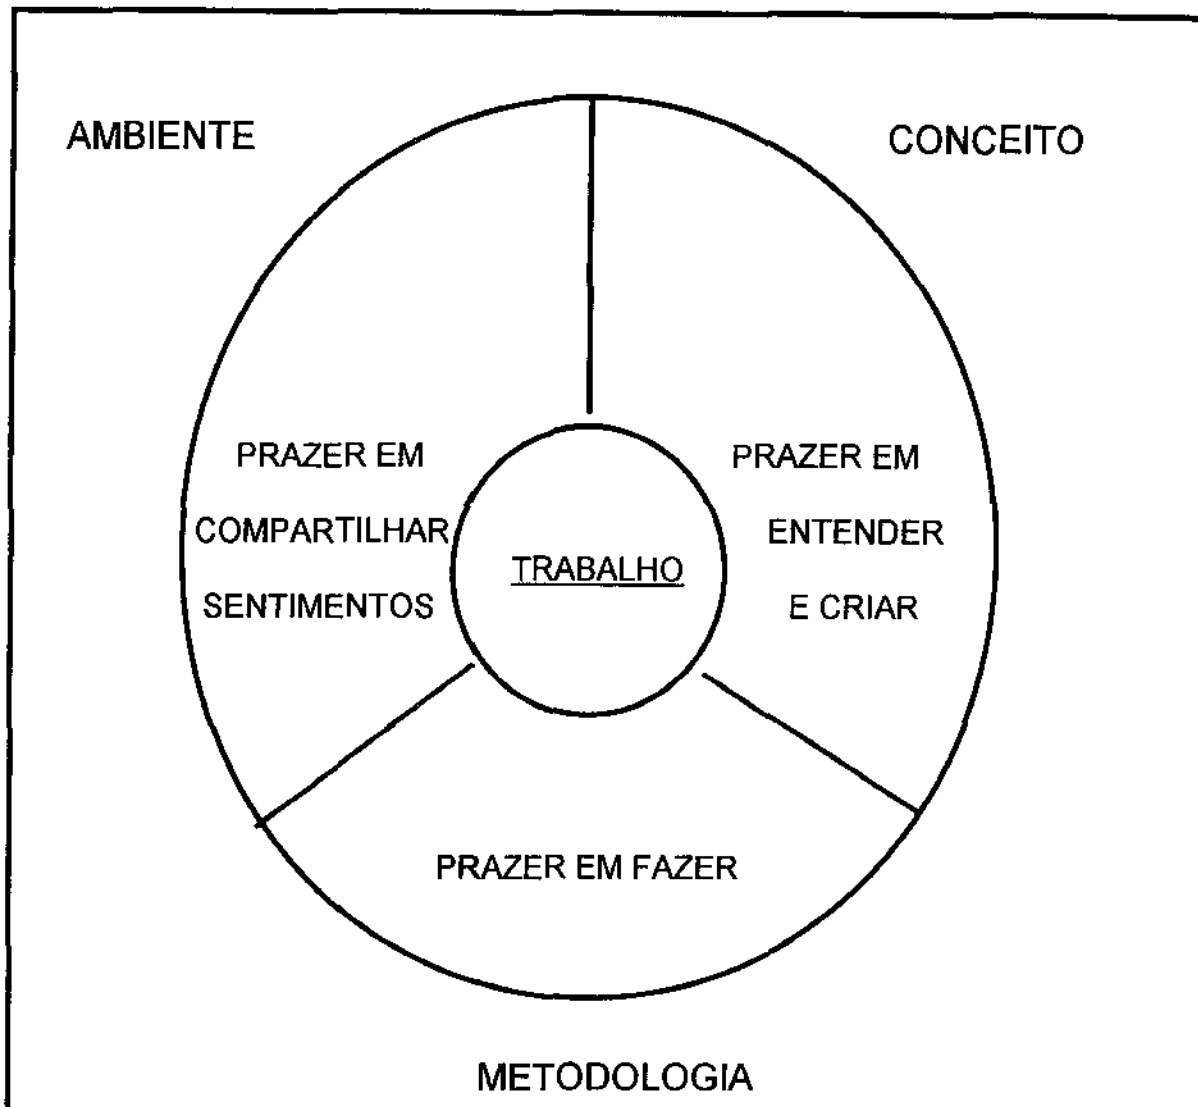 AMBIENTE
CONCEITO
PRAZER EM
COMPARTILHAR
SENTIMENTOS
TRABALHO
PRAZER EM
ENTENDER
E CRIAR
PRAZER EM FAZER
METODOLOGIA